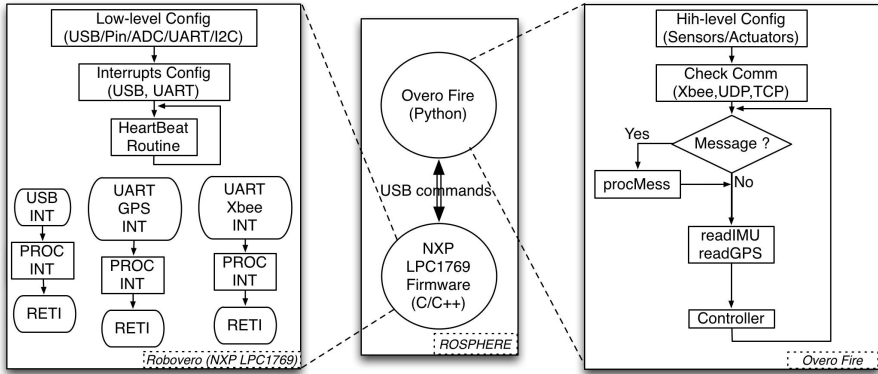 Low-level Config
(USB/Pin/ADC/UART/I2C)
Interrupts Config
(USB, UART)
HeartBeat
Routine
USB
INT
PROC
INT
RETI
UART
GPS
INT
PROC
INT
RETI
UART
Xbee
INT
PROC
INT
RETI
Robovero (NXP LPC1769)
Overo Fire
(Python)
USB commands
NXP
LPC1769
Firmware
(C/C++)
ROSPHERE
Hih-level Config
(Sensors/Actuators)
Check Comm
(Xbee,UDP,TCP)
Message ?
Yes
procMess
No
readIMU
readGPS
Controller
Overo Fire